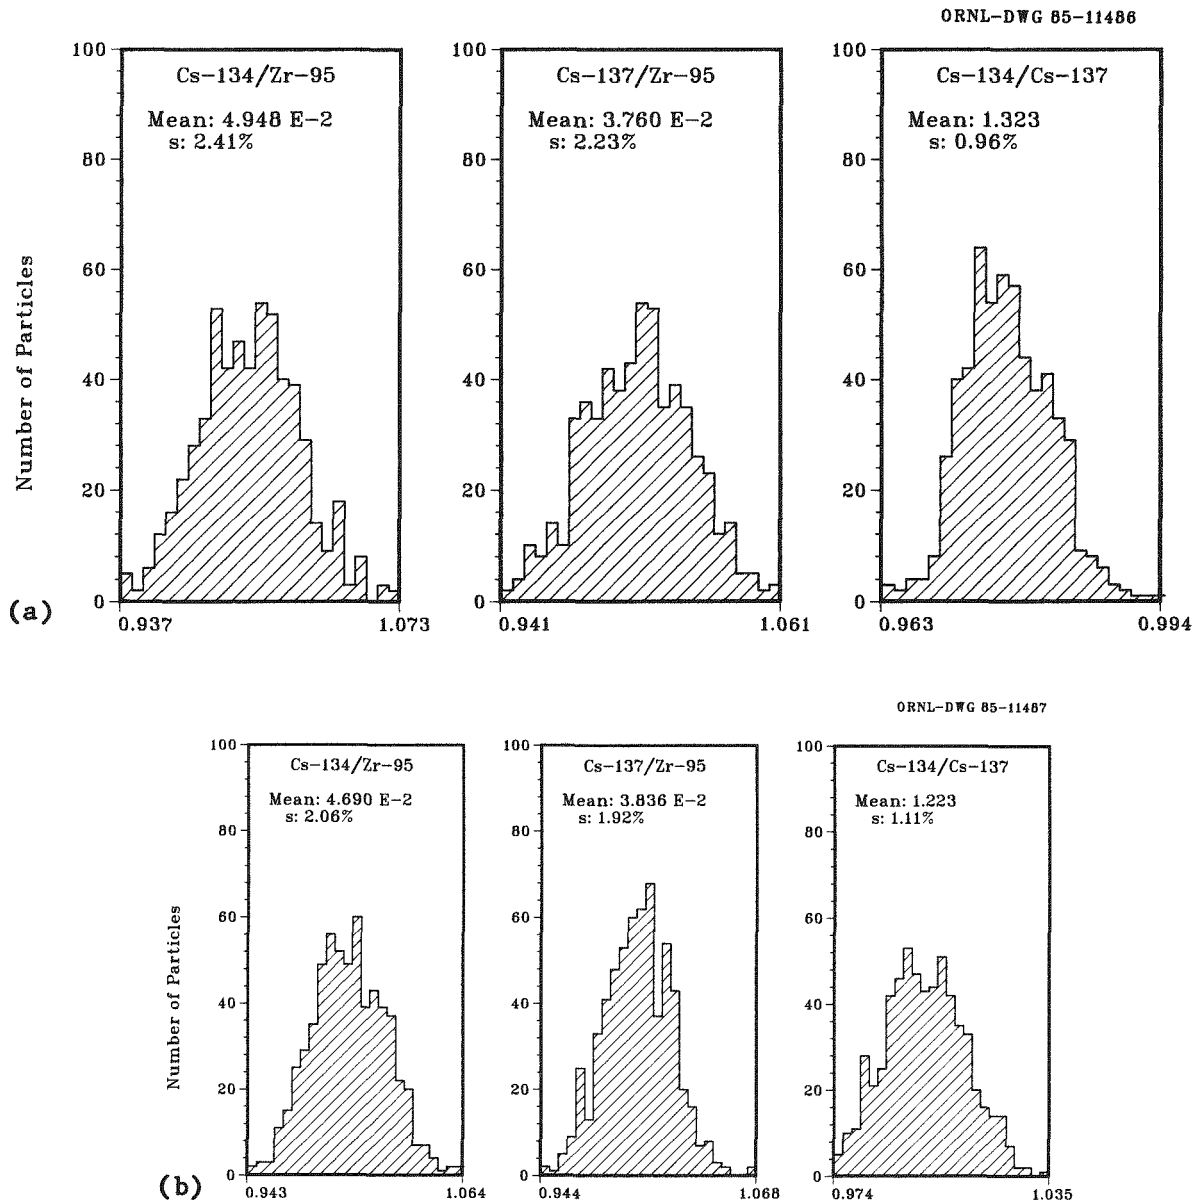 ORNL-DWG 85-11486
100
80
60
40
20
0
Number of Particles
Cs-134/Zr-95
Mean: 4.948 E-2
s: 2.41%
0.937
1.073
100
80
60
40
20
0
Cs-137/Zr-95
Mean: 3.760 E-2
s: 2.23%
0.941
1.061
100
80
60
40
20
0
Cs-134/Cs-137
Mean: 1.323
s: 0.96%
0.963
0.994
(a)
ORNL-DWG 85-11487
100
80
60
40
20
0
Number of Particles
Cs-134/Zr-95
Mean: 4.690 E-2
s: 2.06%
0.943
1.064
100
80
60
40
20
0
Cs-137/Zr-95
Mean: 3.836 E-2
s: 1.92%
0.944
1.068
100
80
60
40
20
0
Cs-134/Cs-137
Mean: 1.223
s: 1.11%
0.974
1.035
(b)